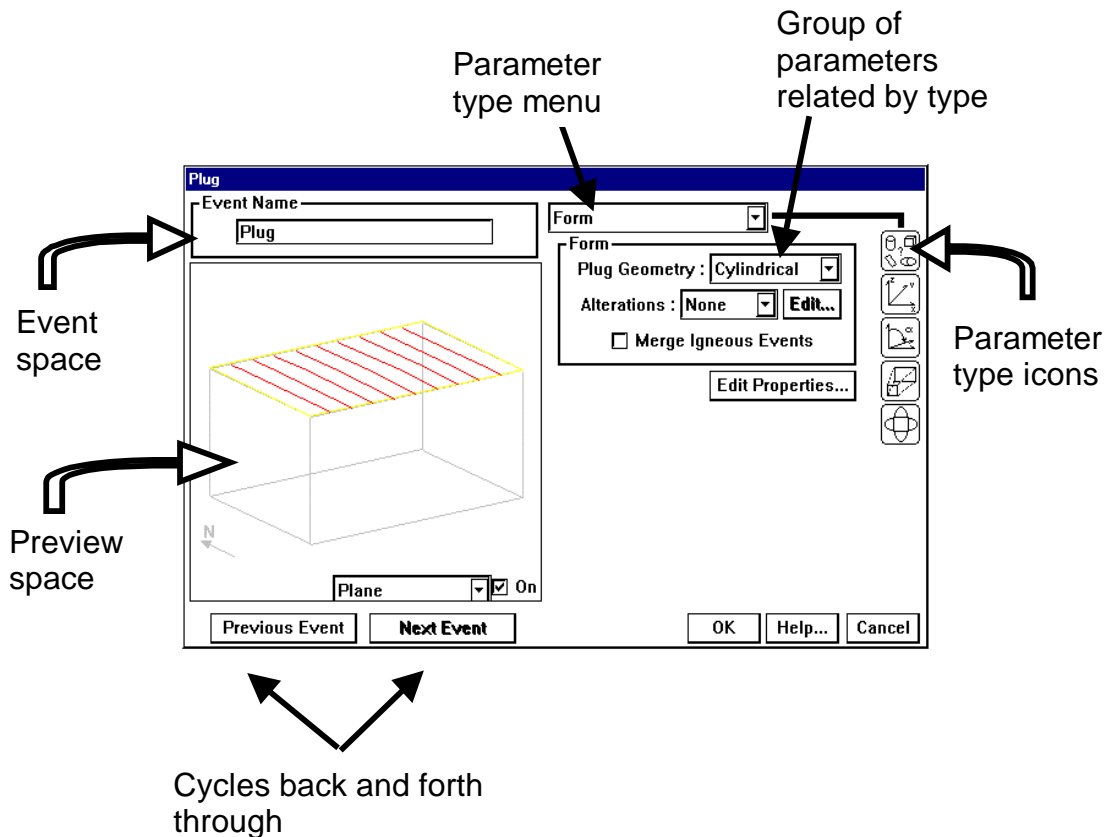 Group of
parameters
related by type
Parameter
type menu
Plug
Event Name
Plug
Form
Form
Plug Geometry : Cylindrical
Alterations : None Edit...
Merge Igneous Events
Edit Properties...
Z
Y
X
?
α
Event
space
Parameter
type icons
Preview
space
N
Plane On
Previous Event Next Event OK Help... Cancel
Cycles back and forth
through